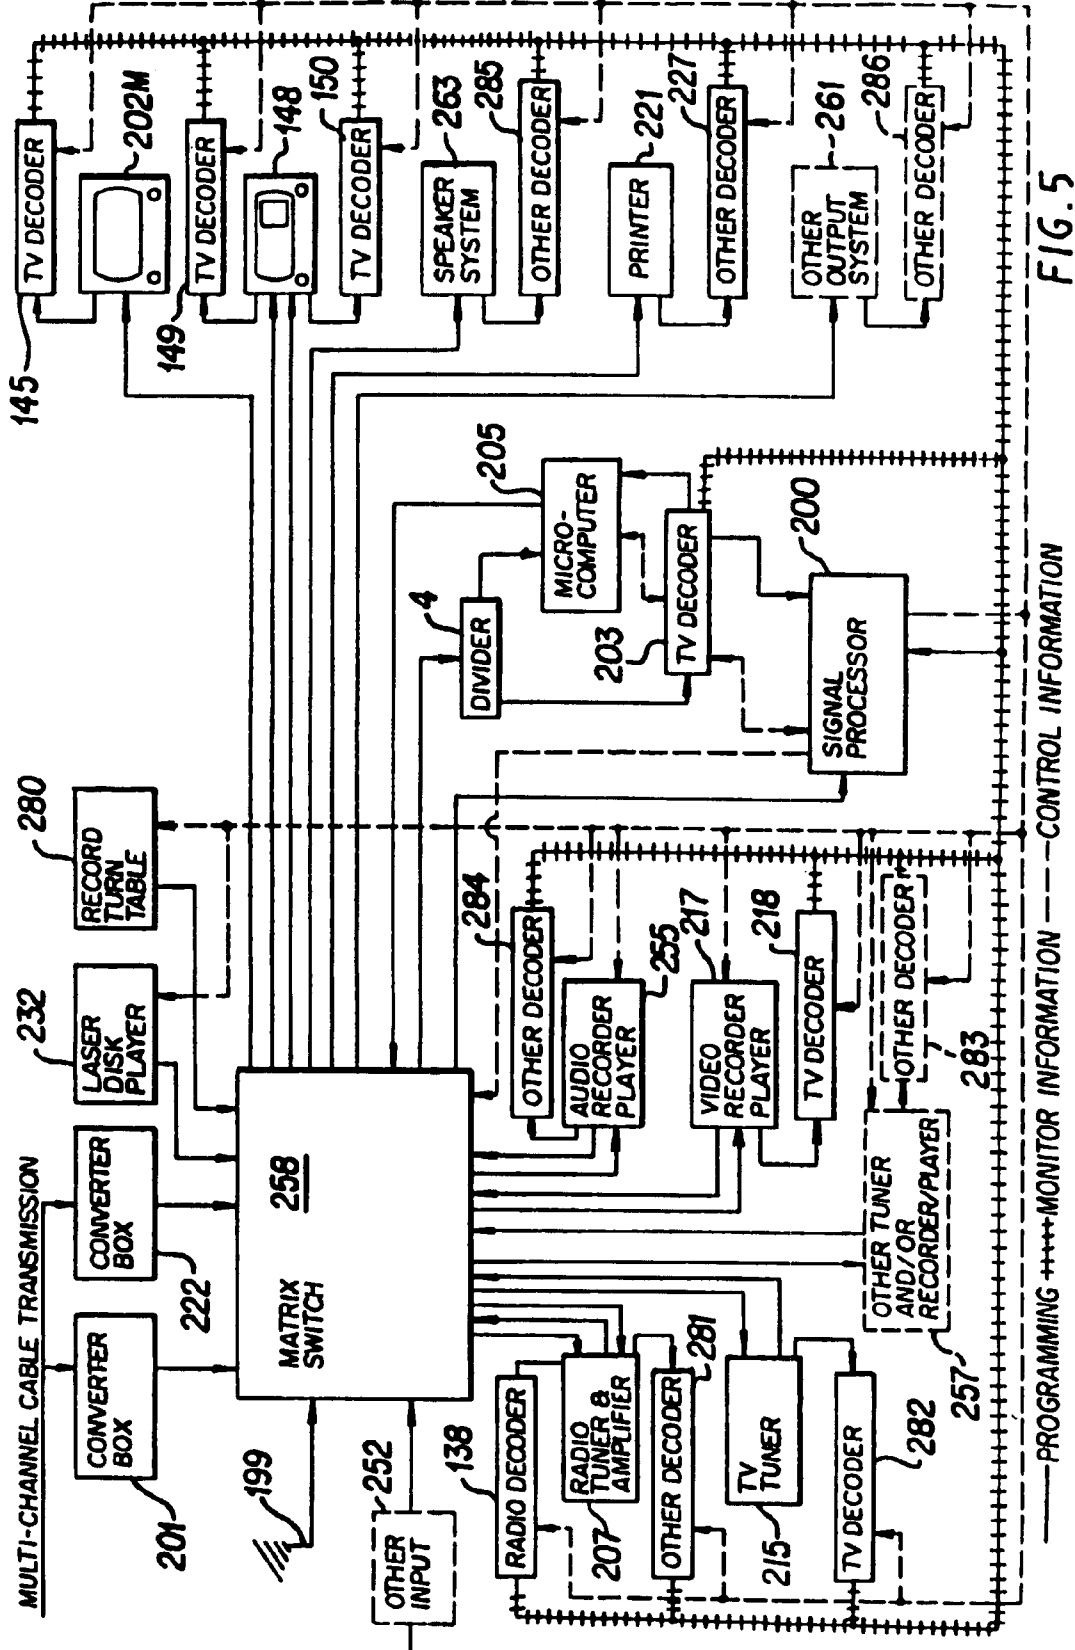 MULTI-CHANNEL CABLE TRANSMISSION
CONVERTER
BOX
201
CONVERTER
BOX
222
LASER
DISK
PLAYER
232
RECORD
TURN
TABLE
280
199
OTHER
INPUT
252
MATRIX
SWITCH
258
RADIO DECODER
138
RADIO
TUNER &
AMPLIFIER
207
OTHER DECODER
281
TV
TUNER
215
TV DECODER
282
OTHER TUNER
AND/OR
RECORDER/PLAYER
257
OTHER DECODER
283
OTHER DECODER
284
AUDIO
RECORDER
PLAYER
255
VIDEO
RECORDER
PLAYER
217
TV DECODER
218
DIVIDER
4
MICRO-
COMPUTER
205
TV DECODER
203
SIGNAL
PROCESSOR
200
TV DECODER
145
202M
TV DECODER
149
148
TV DECODER
150
SPEAKER
SYSTEM
263
OTHER DECODER
285
PRINTER
221
OTHER DECODER
227
OTHER
OUTPUT
SYSTEM
261
OTHER DECODER
286
PROGRAMMING MONITOR INFORMATION CONTROL INFORMATION
FIG. 5